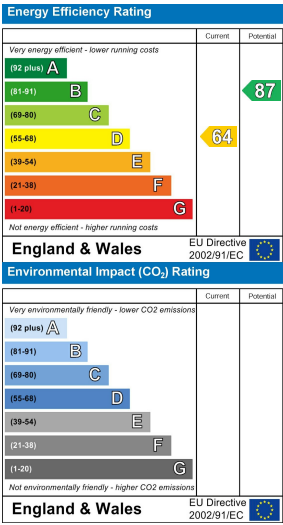 Energy Efficiency Rating
Current Potential
Very energy efficient - lower running costs
(92 plus) A
(81-91) B
87
(69-80) C
(55-68) D
64
(39-54) E
(21-38) F
(1-20) G
Not energy efficient - higher running costs
England & Wales
EU Directive
2002/91/EC
Environmental Impact (CO₂) Rating
Current Potential
Very environmentally friendly - lower CO2 emissions
(92 plus) A
(81-91) B
(69-80) C
(55-68) D
(39-54) E
(21-38) F
(1-20) G
Not environmentally friendly - higher CO2 emissions
England & Wales
EU Directive
2002/91/EC